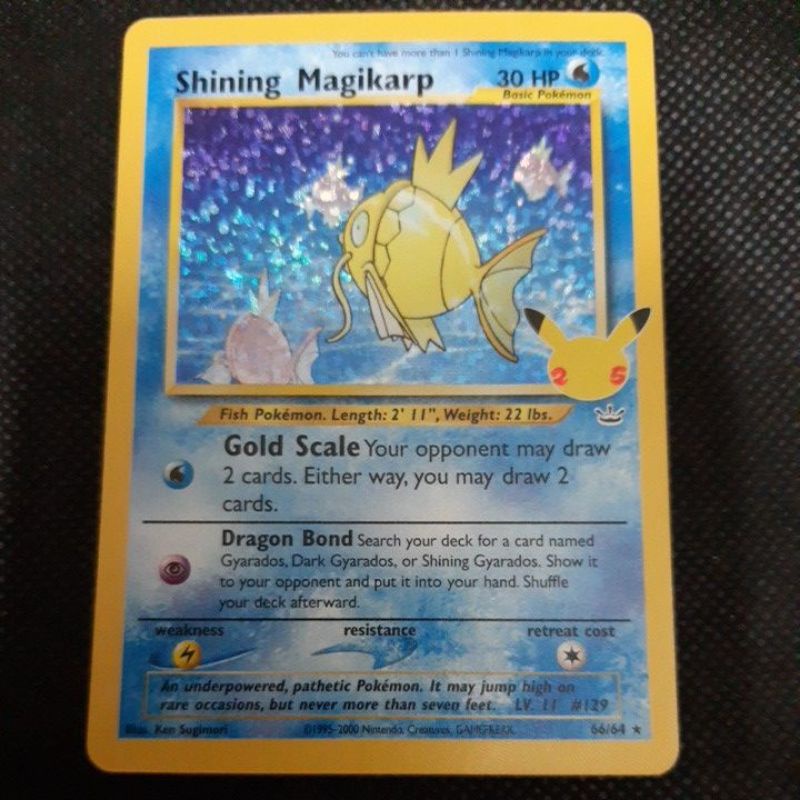 You can't have more than 1 Shining Magikarp in your deck.
Shining Magikarp 30 HP
Basic Pokémon
25
Fish Pokémon. Length: 2' 11", Weight: 22 lbs.
Gold Scale Your opponent may draw
2 cards. Either way, you may draw 2
cards.
Dragon Bond Search your deck for a card named
Gyarados, Dark Gyarados, or Shining Gyarados. Show it
to your opponent and put it into your hand. Shuffle
your deck afterward.
weakness resistance retreat cost
An underpowered, pathetic Pokémon. It may jump high on
rare occasions, but never more than seven feet. LV. 11 #129
Illus. Ken Sugimori ©1995-2000 Nintendo, Creatures, GAMEFREAK. 66/64